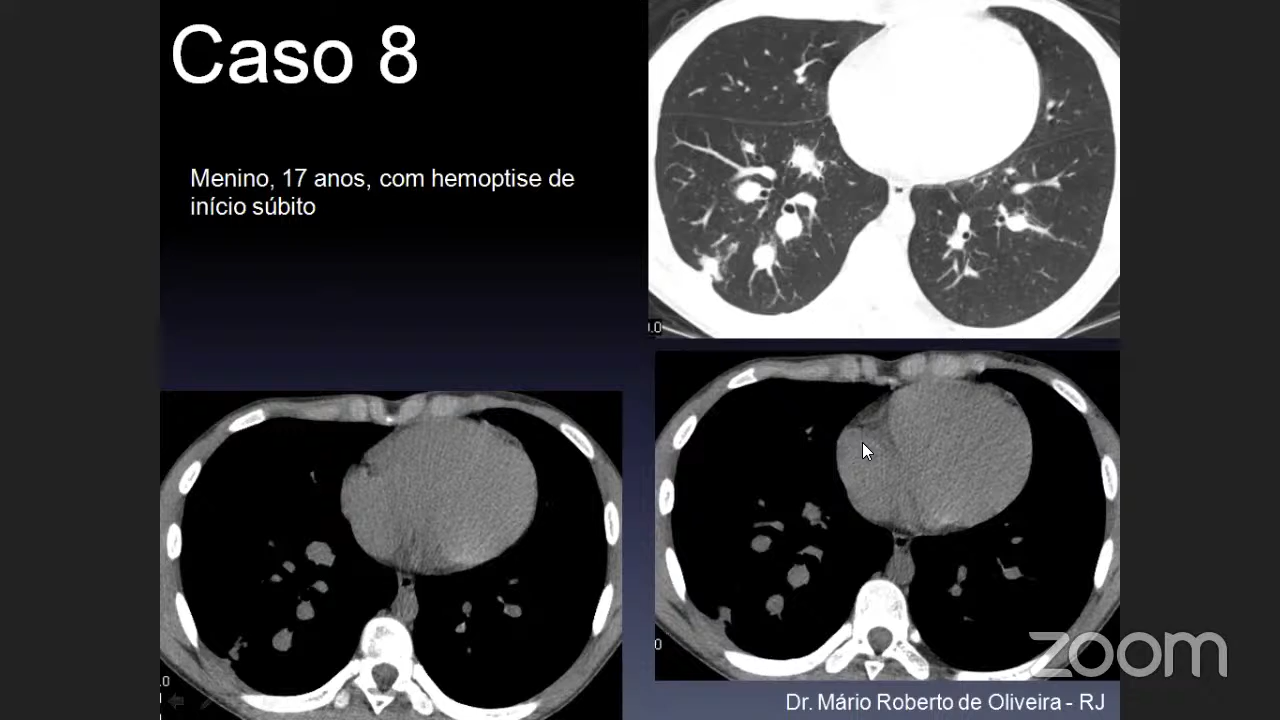 Caso 8
Menino, 17 anos, com hemoptise de
início súbito
Dr. Mário Roberto de Oliveira - RJ
zoom